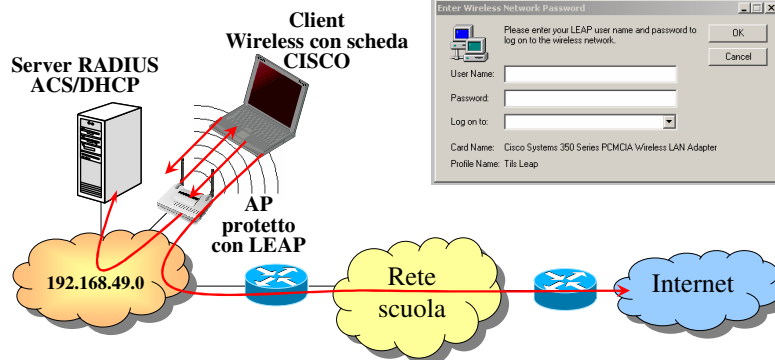 Client
Wireless con scheda
CISCO
Server RADIUS
ACS/DHCP
Enter Wireless Network Password
Please enter your LEAP user name and password to
log on to the wireless network.
OK
Cancel
User Name:
Password:
Log on to:
Card Name: Cisco Systems 350 Series PCMCIA Wireless LAN Adapter
Profile Name: Tils Leap
AP
protetto
con LEAP
192.168.49.0
Rete
scuola
Internet